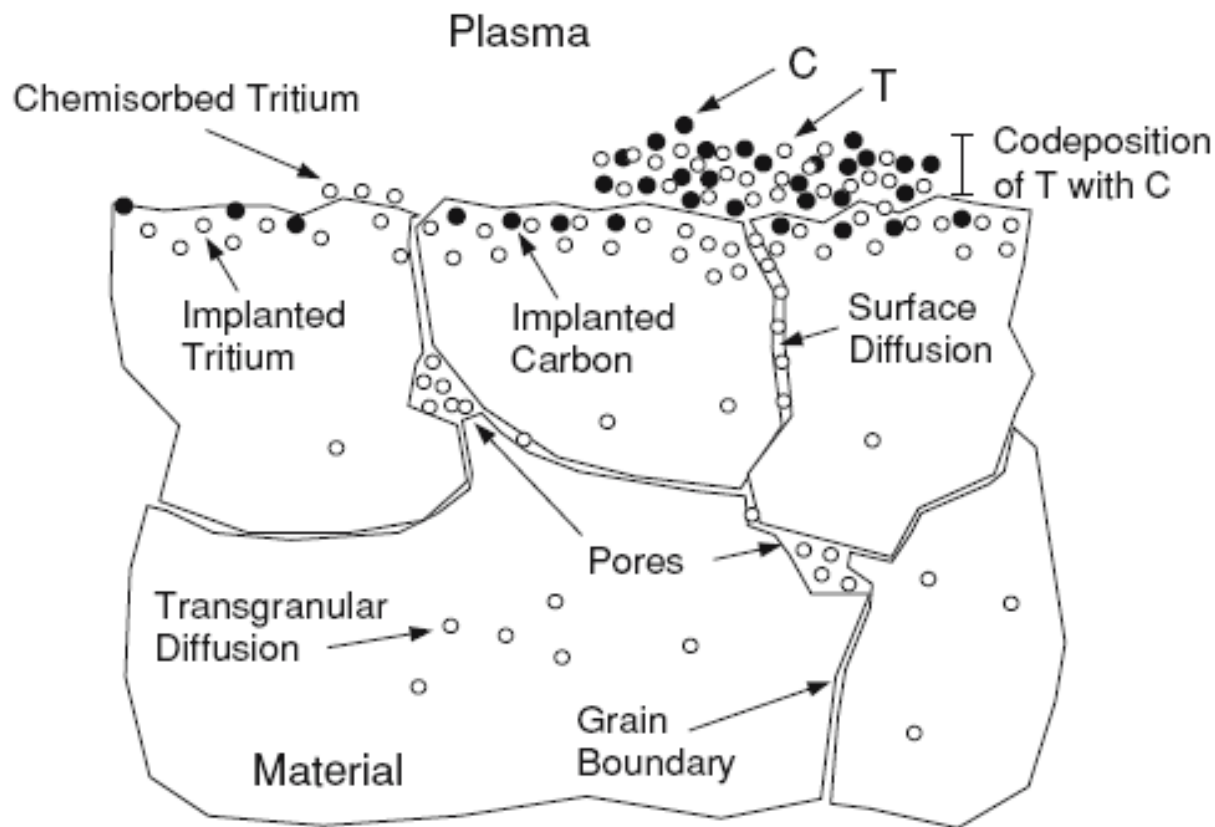 Plasma
C
T
Chemisorbed Tritium
Codeposition
of T with C
Implanted
Tritium
Implanted
Carbon
Surface
Diffusion
Pores
Transgranular
Diffusion
Grain
Boundary
Material